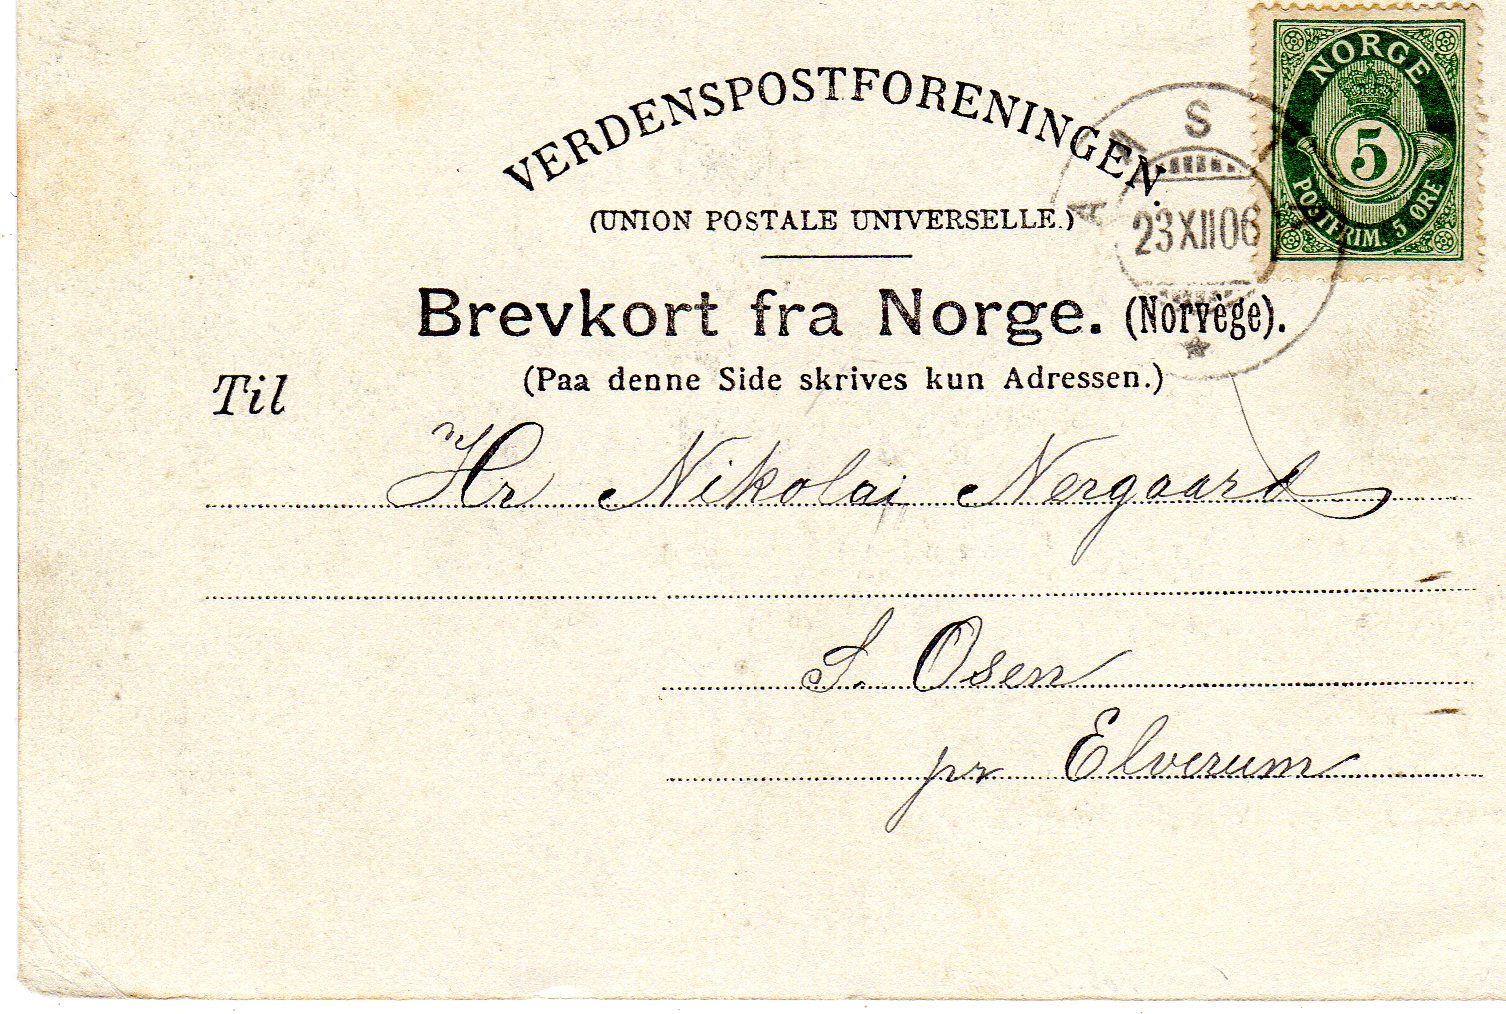 VERDENSPOSTFORENINGEN.
(UNION POSTALE UNIVERSELLE.)
Brevkort fra Norge. (Norvège).
(Paa denne Side skrives kun Adressen.)
NORGE
5
POSTFRIM. 5 ØRE
23 XII 06
Til
Hr Nikolai Nergaard
S. Osen
pr Elverum